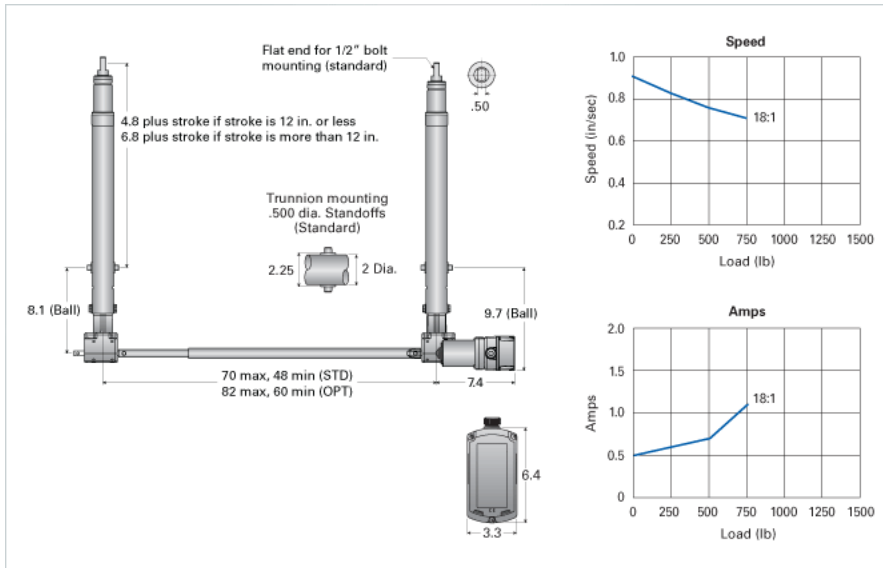 Flat end for 1/2" bolt
mounting (standard)
.50
4.8 plus stroke if stroke is 12 in. or less
6.8 plus stroke if stroke is more than 12 in.
Trunnion mounting
.500 dia. Standoffs
(Standard)
2.25
2 Dia.
8.1 (Ball)
9.7 (Ball)
70 max, 48 min (STD)
82 max, 60 min (OPT)
7.4
6.4
3.3
Speed
1.0
0.8
0.6
0.4
0.2
Speed (in/sec)
18:1
0 250 500 750 1000 1250 1500
Load (lb)
Amps
2.0
1.5
1.0
0.5
0
Amps
18:1
0 250 500 750 1000 1250 1500
Load (lb)